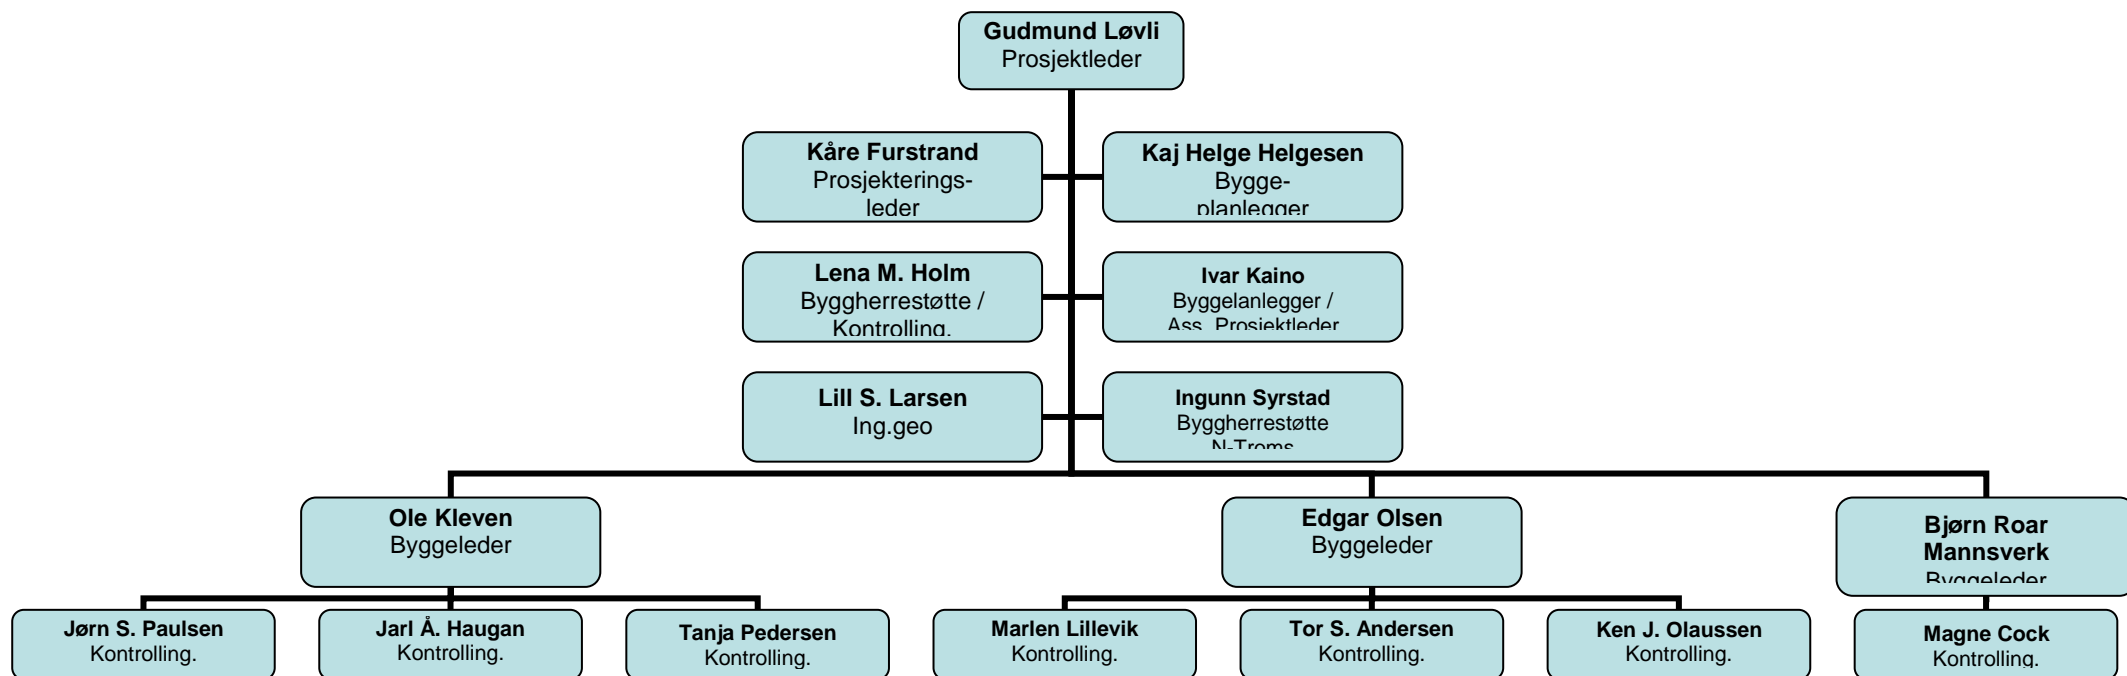 Gudmund Løvli
Prosjektleder
Kåre Furstrand
Prosjekterings-
leder
Kaj Helge Helgesen
Bygge-
planlegger
Lena M. Holm
Byggherrestøtte /
Kontrolling.
Ivar Kaino
Byggelanlegger /
Ass. Prosjektleder
Lill S. Larsen
Ing.geo
Ingunn Syrstad
Byggherrestøtte
N-Troms
Ole Kleven
Byggeleder
Edgar Olsen
Byggeleder
Bjørn Roar
Mannsverk
Byggeleder
Jørn S. Paulsen
Kontrolling.
Jarl Å. Haugan
Kontrolling.
Tanja Pedersen
Kontrolling.
Marlen Lillevik
Kontrolling.
Tor S. Andersen
Kontrolling.
Ken J. Olaussen
Kontrolling.
Magne Cock
Kontrolling.